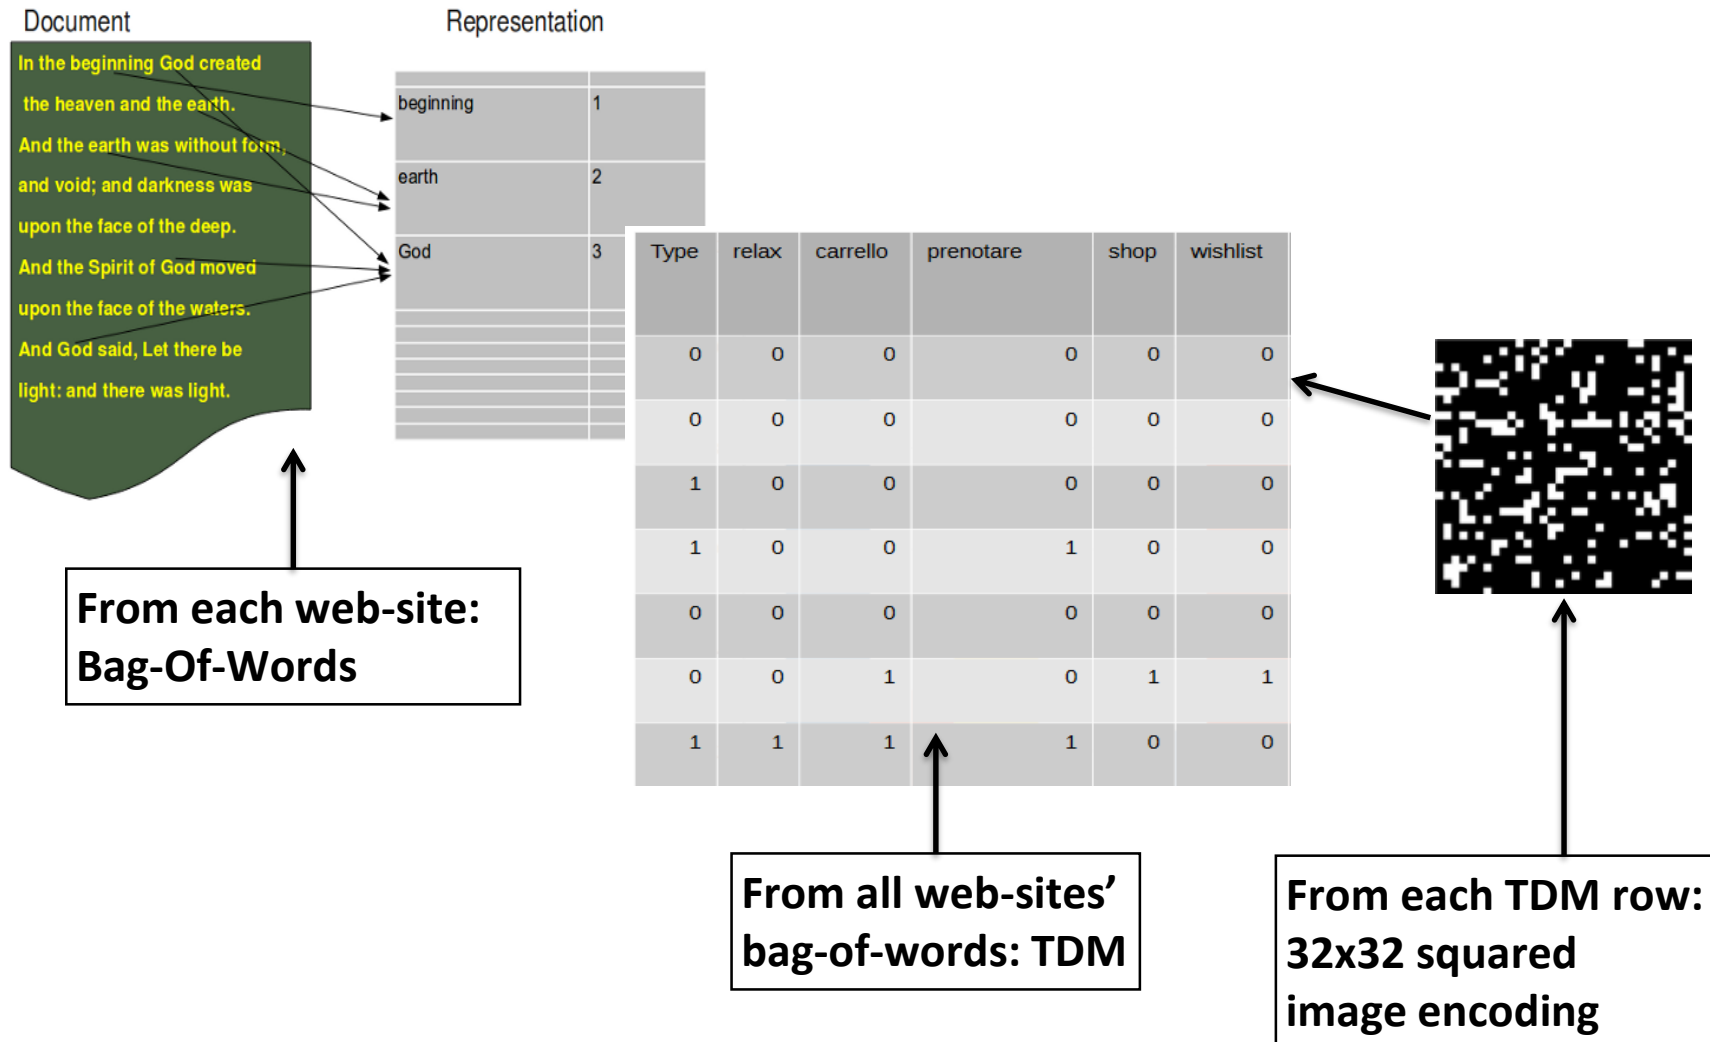 Document
Representation
In the beginning God created
the heaven and the earth.
And the earth was without form,
and void; and darkness was
upon the face of the deep.
And the Spirit of God moved
upon the face of the waters.
And God said, Let there be
light: and there was light.
beginning 1
earth 2
God 3
Type relax carrello prenotare shop wishlist
0 0 0 0 0 0
0 0 0 0 0 0
1 0 0 0 0 0
1 0 0 1 0 0
0 0 0 0 0 0
0 0 1 0 1 1
1 1 1 1 0 0
From each web-site:
Bag-Of-Words
From all web-sites’
bag-of-words: TDM
From each TDM row:
32x32 squared
image encoding